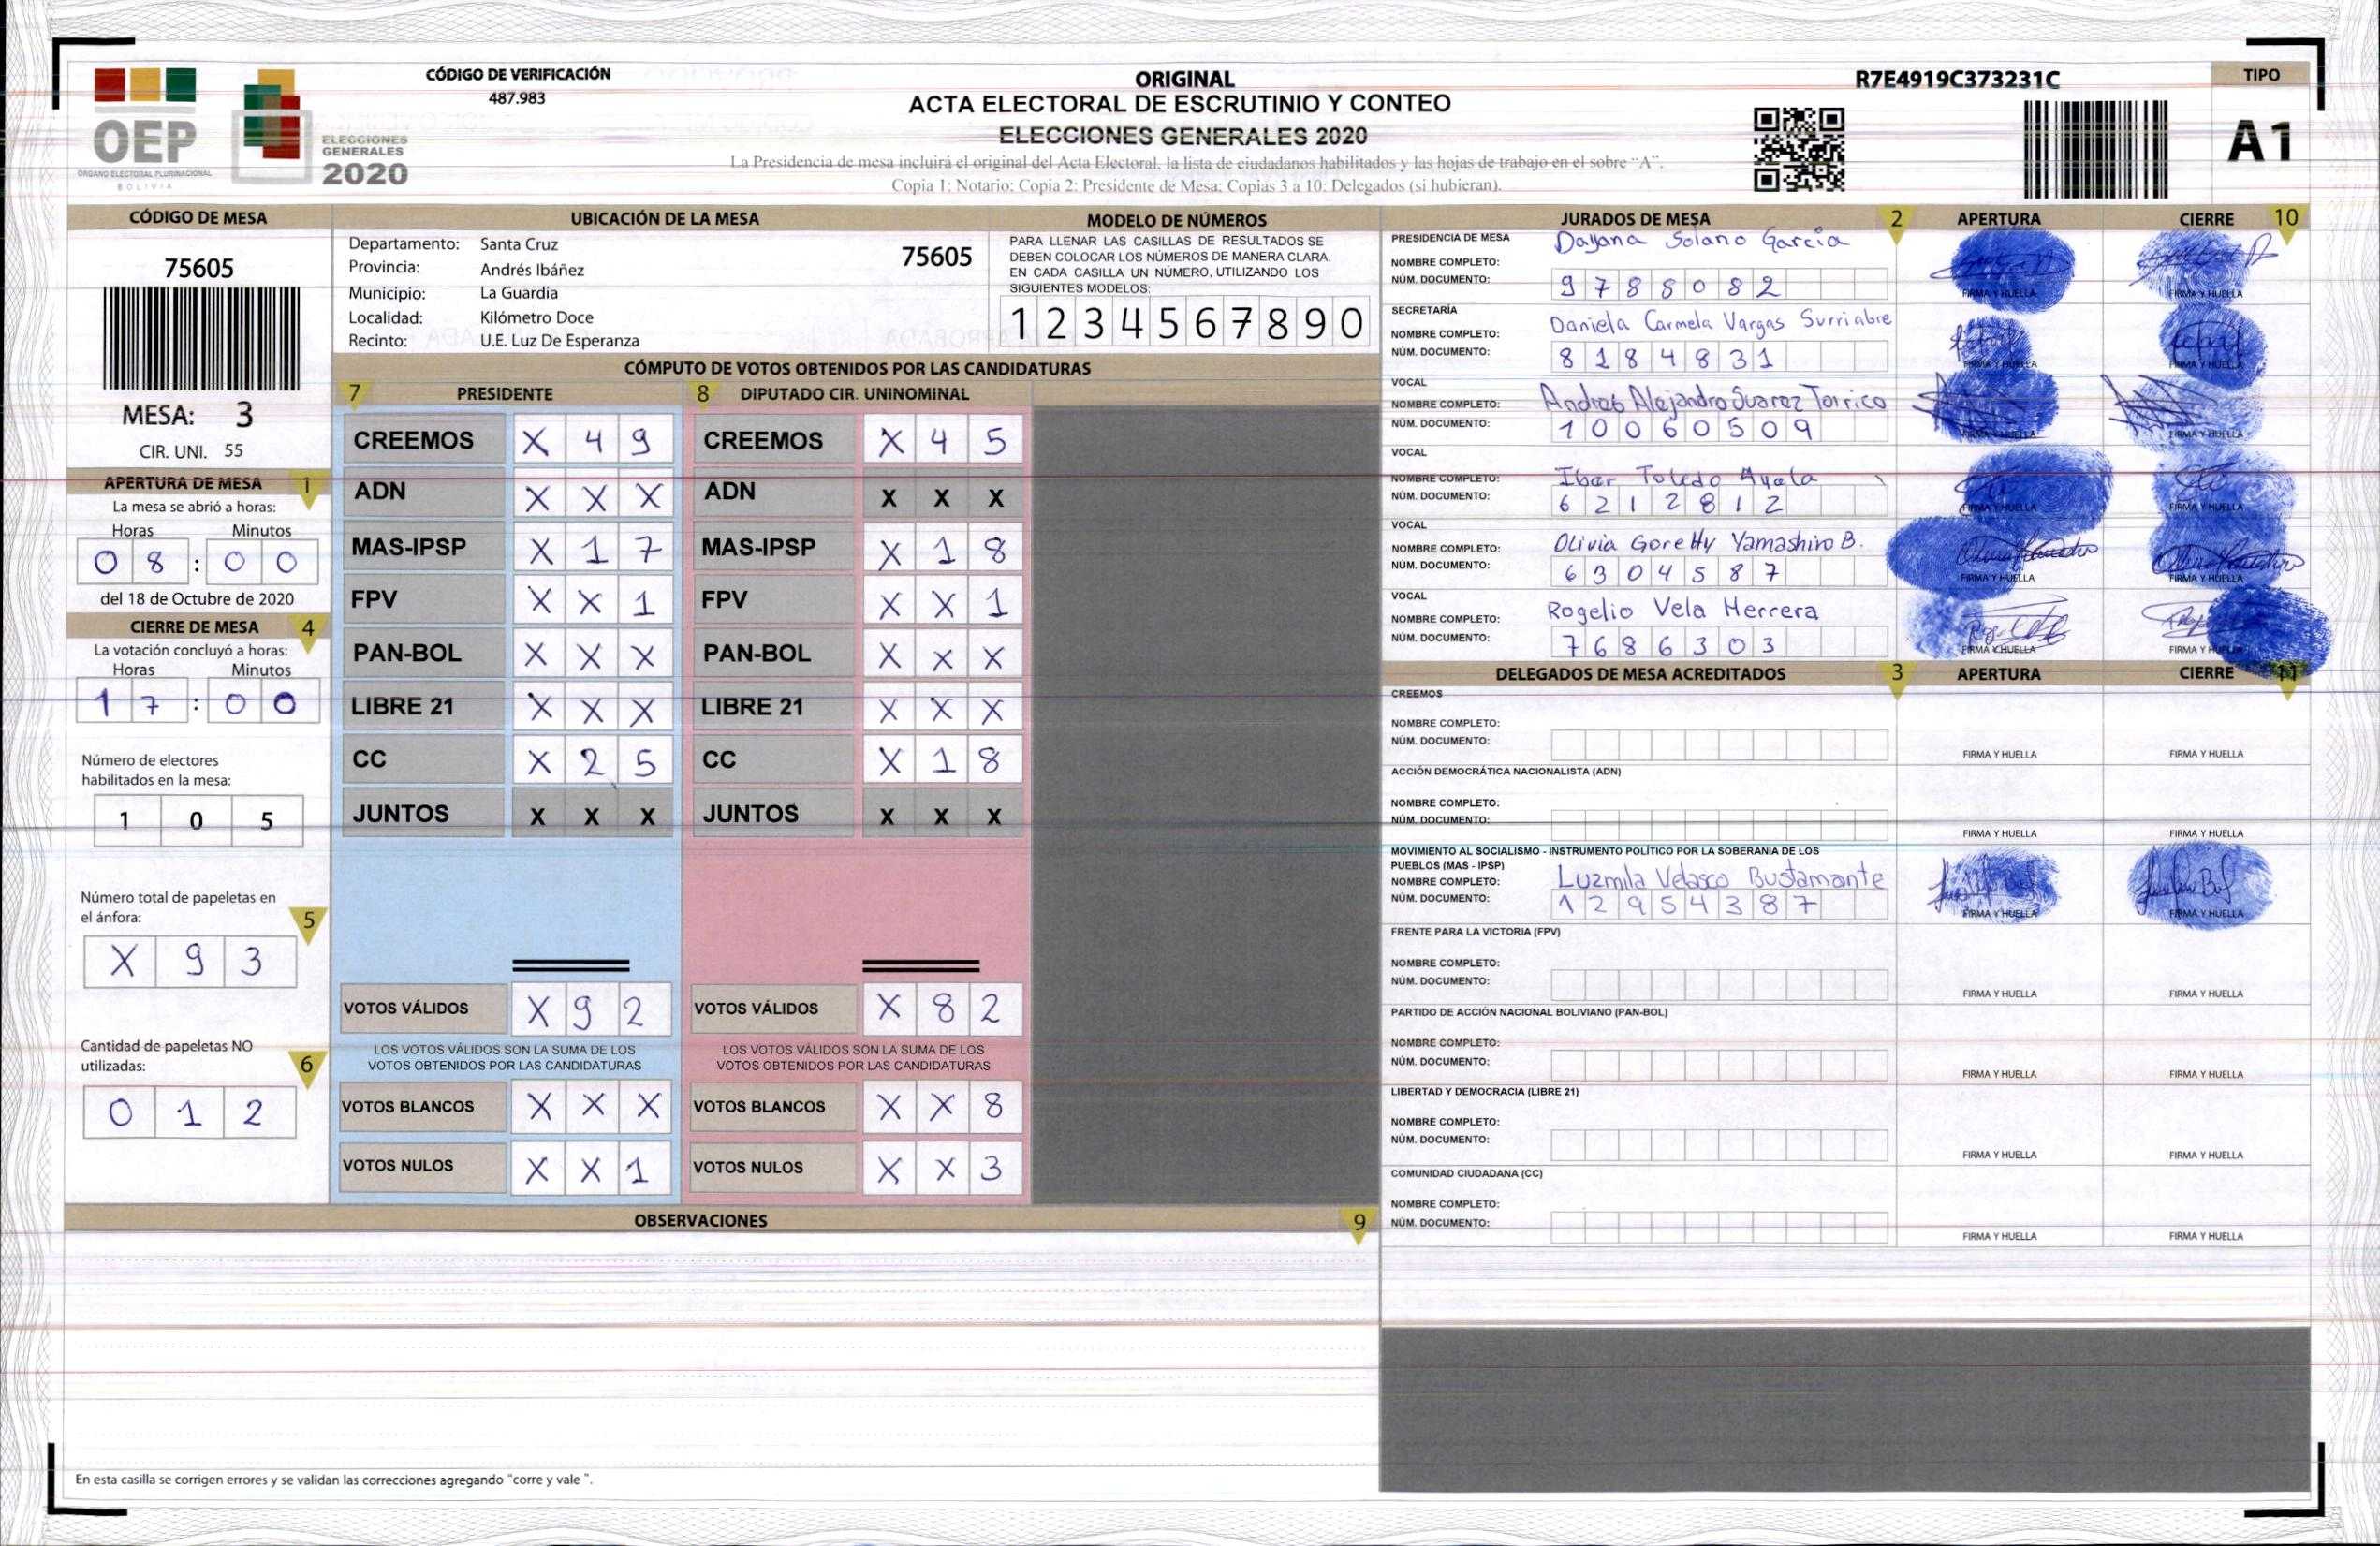 CÓDIGO DE VERIFICACIÓN
487.983
OEP
ÓRGANO ELECTORAL PLURINACIONAL
BOLIVIA
ELECCIONES
GENERALES
2020
ORIGINAL
ACTA ELECTORAL DE ESCRUTINIO Y CONTEO
ELECCIONES GENERALES 2020
La Presidencia de mesa incluirá el original del Acta Electoral, la lista de ciudadanos habilitados y las hojas de trabajo en el sobre "A".
Copia 1: Notario; Copia 2: Presidente de Mesa; Copias 3 a 10: Delegados (si hubieran).
R7E4919C373231C
TIPO
A1
CÓDIGO DE MESA
75605
MESA: 3
CIR. UNI. 55
APERTURA DE MESA 1
La mesa se abrió a horas:
Horas Minutos
0 8 : 0 0
del 18 de Octubre de 2020
CIERRE DE MESA 4
La votación concluyó a horas:
Horas Minutos
1 7 : 0 0
Número de electores
habilitados en la mesa:
1 0 5
Número total de papeletas en
el ánfora: 5
X 9 3
Cantidad de papeletas NO
utilizadas: 6
0 1 2
UBICACIÓN DE LA MESA
Departamento: Santa Cruz
75605
Provincia: Andrés Ibáñez
Municipio: La Guardia
Localidad: Kilómetro Doce
Recinto: U.E. Luz De Esperanza
MODELO DE NÚMEROS
PARA LLENAR LAS CASILLAS DE RESULTADOS SE
DEBEN COLOCAR LOS NÚMEROS DE MANERA CLARA.
EN CADA CASILLA UN NÚMERO, UTILIZANDO LOS
SIGUIENTES MODELOS:
1 2 3 4 5 6 7 8 9 0
CÓMPUTO DE VOTOS OBTENIDOS POR LAS CANDIDATURAS
7 PRESIDENTE
CREEMOS X 4 9
ADN X X X
MAS-IPSP X 1 7
FPV X X 1
PAN-BOL X X X
LIBRE 21 X X X
CC X 2 5
JUNTOS X X X
VOTOS VÁLIDOS X 9 2
LOS VOTOS VÁLIDOS SON LA SUMA DE LOS
VOTOS OBTENIDOS POR LAS CANDIDATURAS
VOTOS BLANCOS X X X
VOTOS NULOS X X 1
8 DIPUTADO CIR. UNINOMINAL
CREEMOS X 4 5
ADN X X X
MAS-IPSP X 1 8
FPV X X 1
PAN-BOL X X X
LIBRE 21 X X X
CC X 1 8
JUNTOS X X X
VOTOS VÁLIDOS X 8 2
LOS VOTOS VÁLIDOS SON LA SUMA DE LOS
VOTOS OBTENIDOS POR LAS CANDIDATURAS
VOTOS BLANCOS X X 8
VOTOS NULOS X X 3
OBSERVACIONES 9
En esta casilla se corrigen errores y se validan las correcciones agregando "corre y vale ".
JURADOS DE MESA 2 APERTURA CIERRE 10
PRESIDENCIA DE MESA
NOMBRE COMPLETO: Dayana Solano García
NÚM. DOCUMENTO: 9 7 8 8 0 8 2
FIRMA Y HUELLA FIRMA Y HUELLA
SECRETARÍA
NOMBRE COMPLETO: Daniela Carmela Vargas Surriabre
NÚM. DOCUMENTO: 8 1 8 4 8 3 1
FIRMA Y HUELLA FIRMA Y HUELLA
VOCAL
NOMBRE COMPLETO: Andres Alejandro Suarez Torrico
NÚM. DOCUMENTO: 1 0 0 6 0 5 0 9
FIRMA Y HUELLA FIRMA Y HUELLA
VOCAL
NOMBRE COMPLETO: Iber Toledo Ayala
NÚM. DOCUMENTO: 6 2 1 2 8 1 2
FIRMA Y HUELLA FIRMA Y HUELLA
VOCAL
NOMBRE COMPLETO: Olivia Goretty Yamashiro B.
NÚM. DOCUMENTO: 6 3 0 4 5 8 7
FIRMA Y HUELLA FIRMA Y HUELLA
VOCAL
NOMBRE COMPLETO: Rogelio Vela Herrera
NÚM. DOCUMENTO: 7 6 8 6 3 0 3
FIRMA Y HUELLA FIRMA Y HUELLA
DELEGADOS DE MESA ACREDITADOS 3 APERTURA CIERRE 11
CREEMOS
NOMBRE COMPLETO:
NÚM. DOCUMENTO:
FIRMA Y HUELLA FIRMA Y HUELLA
ACCIÓN DEMOCRÁTICA NACIONALISTA (ADN)
NOMBRE COMPLETO:
NÚM. DOCUMENTO:
FIRMA Y HUELLA FIRMA Y HUELLA
MOVIMIENTO AL SOCIALISMO - INSTRUMENTO POLÍTICO POR LA SOBERANIA DE LOS
PUEBLOS (MAS - IPSP)
NOMBRE COMPLETO: Luzmila Velasco Bustamante
NÚM. DOCUMENTO: 1 2 9 5 4 3 8 7
FIRMA Y HUELLA FIRMA Y HUELLA
FRENTE PARA LA VICTORIA (FPV)
NOMBRE COMPLETO:
NÚM. DOCUMENTO:
FIRMA Y HUELLA FIRMA Y HUELLA
PARTIDO DE ACCIÓN NACIONAL BOLIVIANO (PAN-BOL)
NOMBRE COMPLETO:
NÚM. DOCUMENTO:
FIRMA Y HUELLA FIRMA Y HUELLA
LIBERTAD Y DEMOCRACIA (LIBRE 21)
NOMBRE COMPLETO:
NÚM. DOCUMENTO:
FIRMA Y HUELLA FIRMA Y HUELLA
COMUNIDAD CIUDADANA (CC)
NOMBRE COMPLETO:
NÚM. DOCUMENTO:
FIRMA Y HUELLA FIRMA Y HUELLA